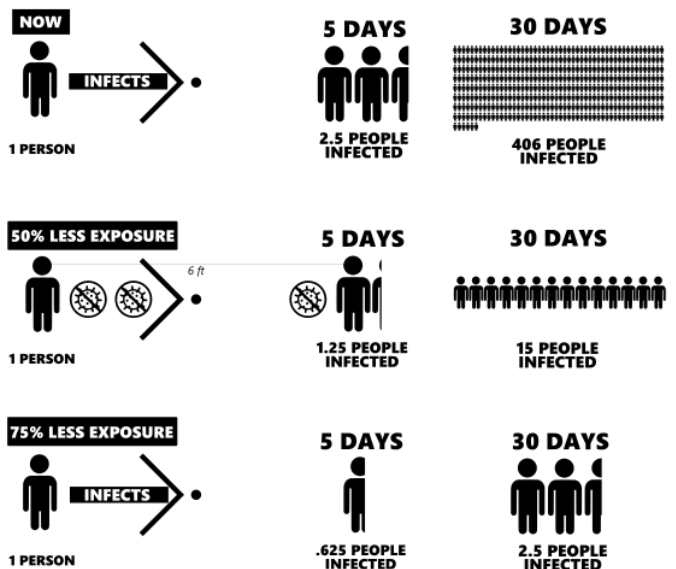 NOW
5 DAYS
30 DAYS
INFECTS
1 PERSON
2.5 PEOPLE
INFECTED
406 PEOPLE
INFECTED
50% LESS EXPOSURE
5 DAYS
30 DAYS
6 ft
1 PERSON
1.25 PEOPLE
INFECTED
15 PEOPLE
INFECTED
75% LESS EXPOSURE
5 DAYS
30 DAYS
INFECTS
1 PERSON
.625 PEOPLE
INFECTED
2.5 PEOPLE
INFECTED